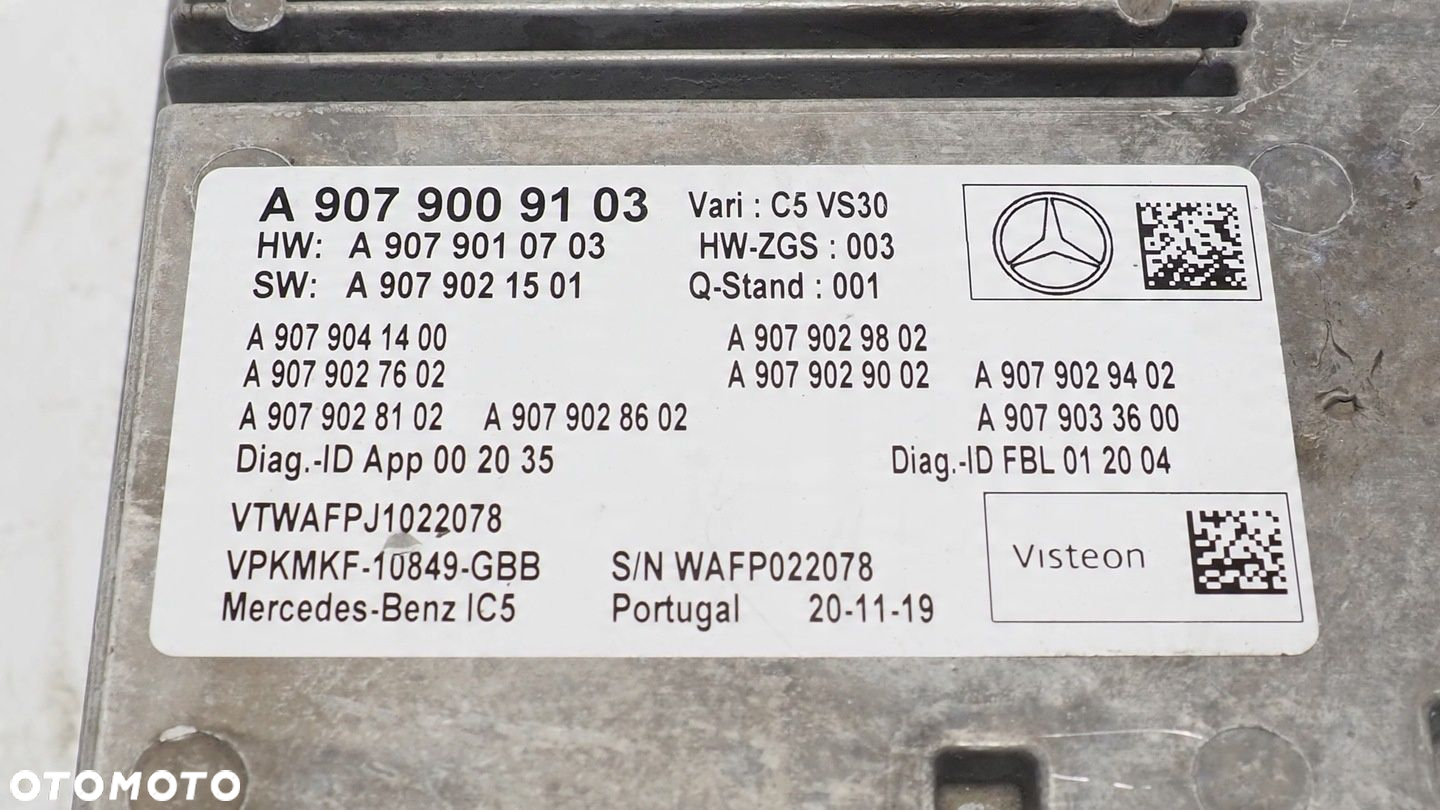 A 907 900 91 03 Vari : C5 VS30
HW: A 907 901 07 03 HW-ZGS : 003
SW: A 907 902 15 01 Q-Stand : 001
A 907 904 14 00 A 907 902 98 02
A 907 902 76 02 A 907 902 90 02 A 907 902 94 02
A 907 902 81 02 A 907 902 86 02 A 907 903 36 00
Diag.-ID App 00 20 35 Diag.-ID FBL 01 20 04
VTWAFPJ1022078
VPKMKF-10849-GBB S/N WAFP022078 Visteon
Mercedes-Benz IC5 Portugal 20-11-19
OTOMOTO